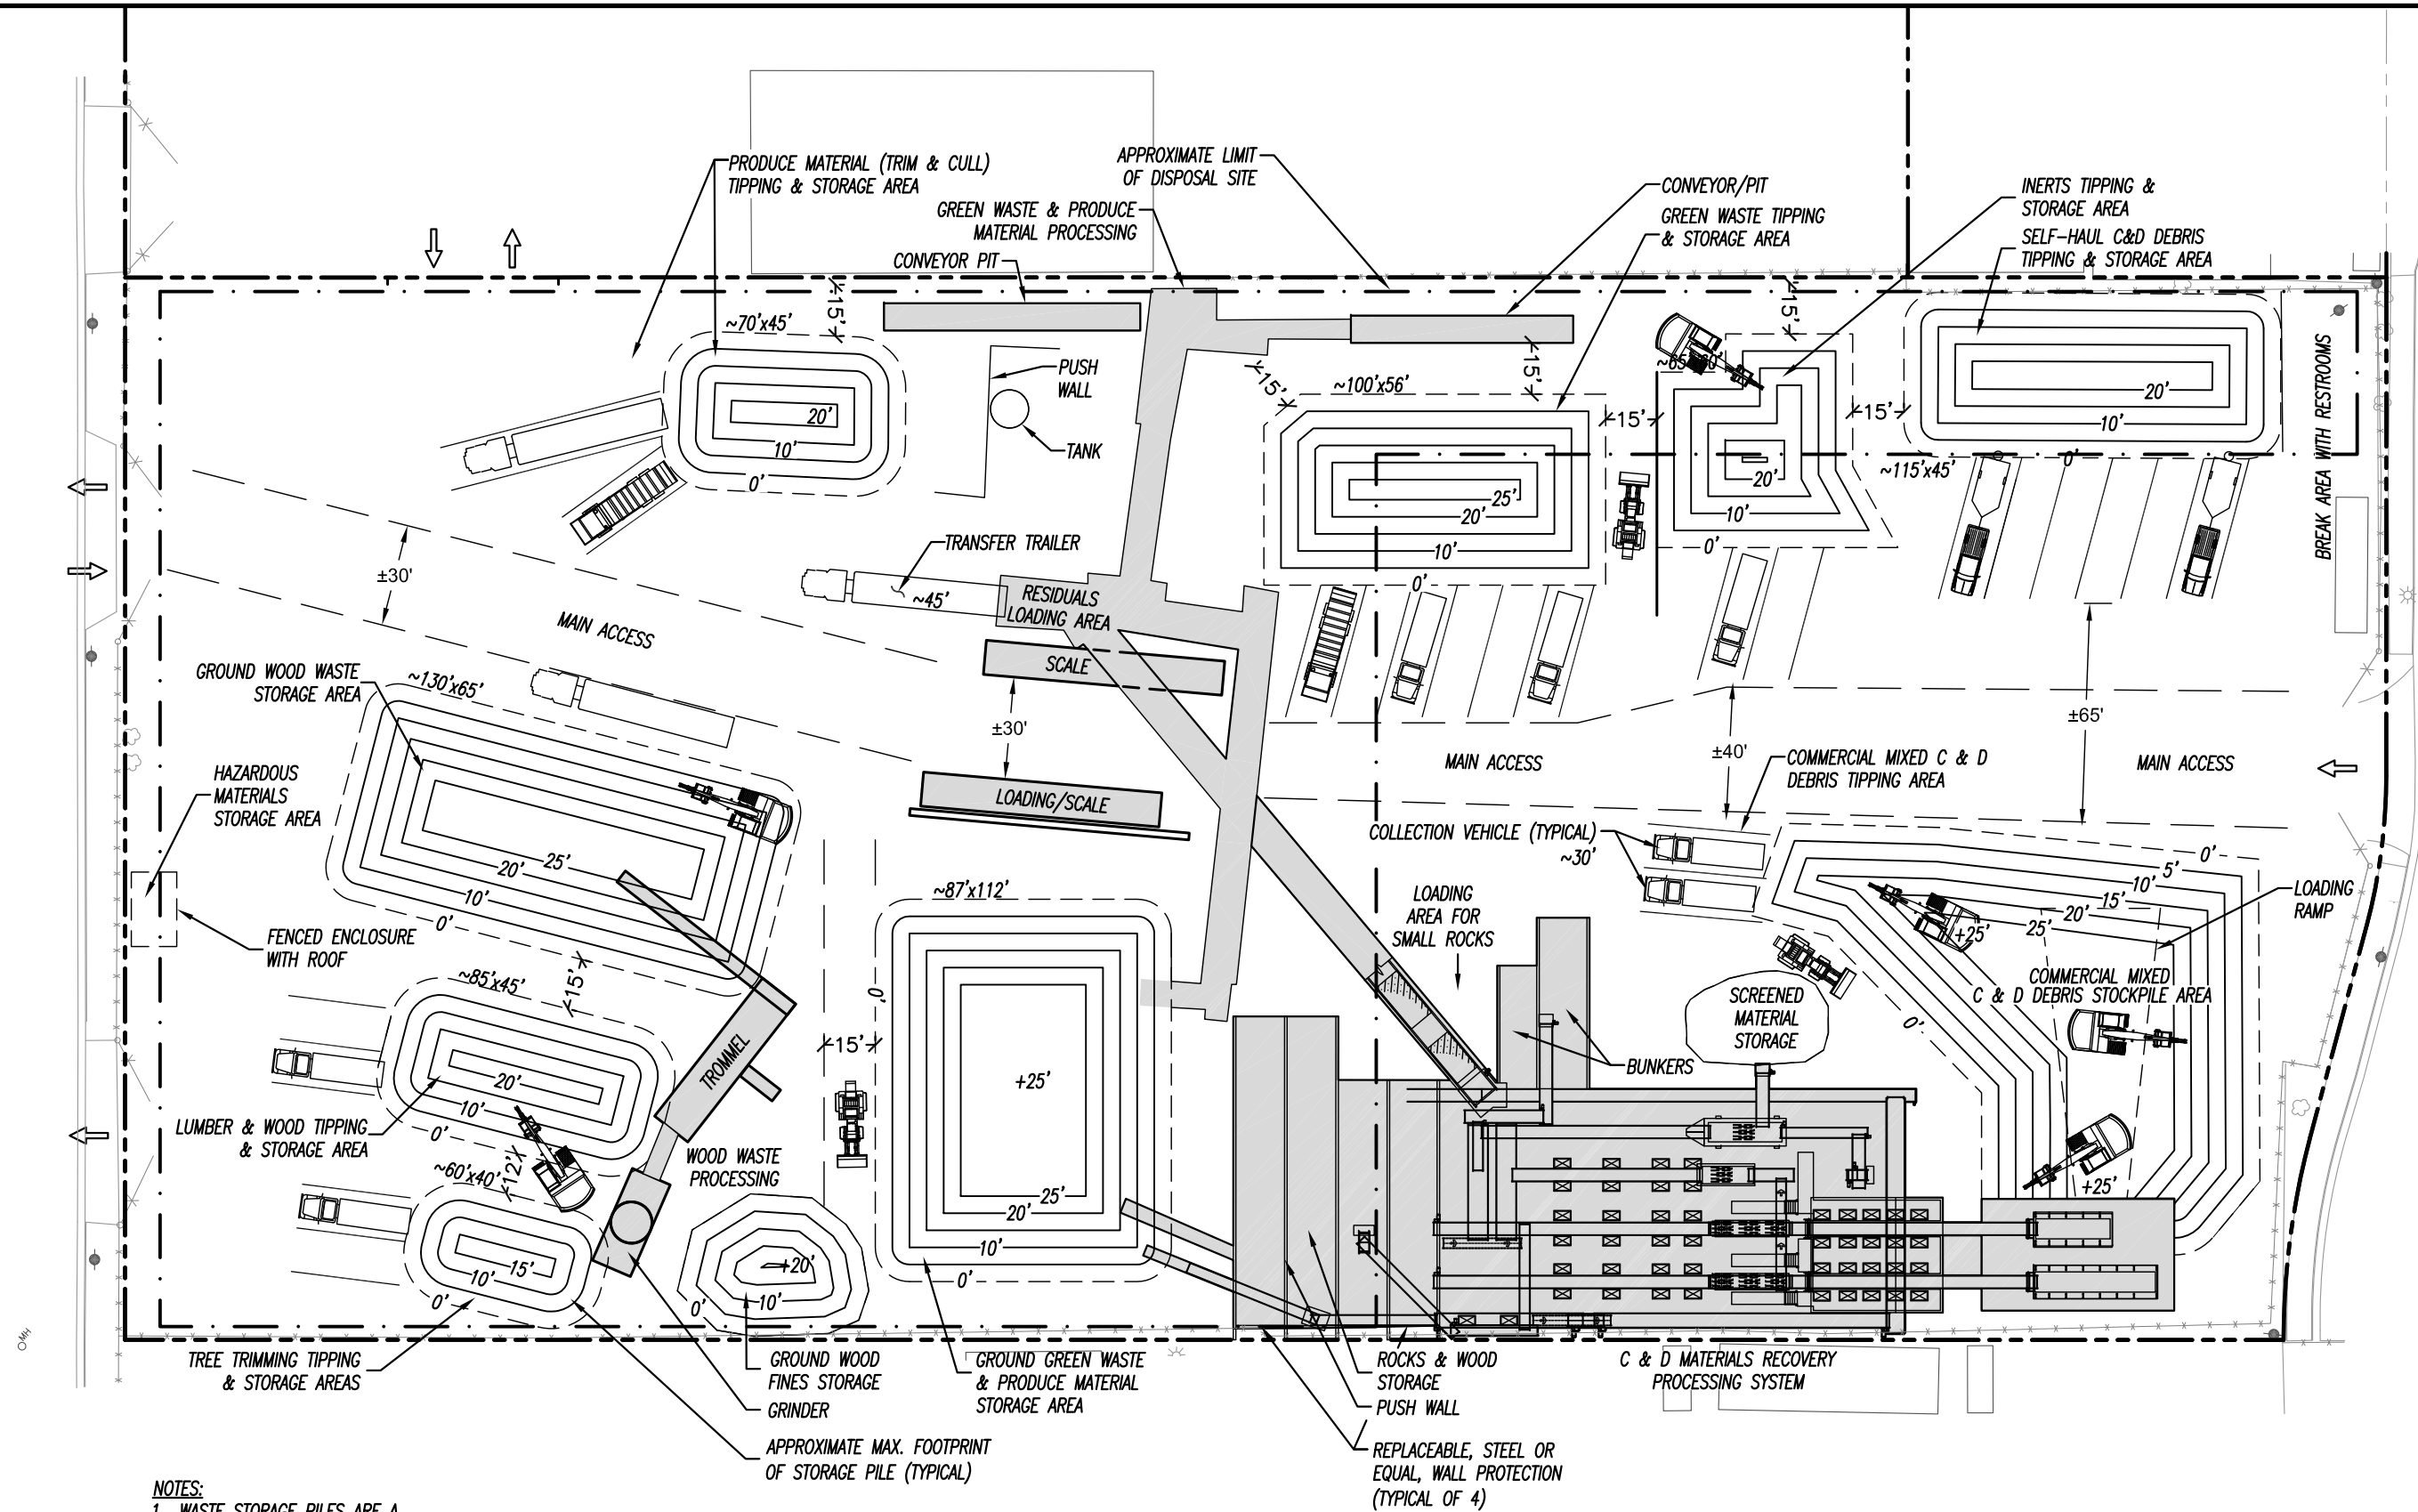 PRODUCE MATERIAL (TRIM & CULL)
TIPPING & STORAGE AREA
APPROXIMATE LIMIT
OF DISPOSAL SITE
GREEN WASTE & PRODUCE
MATERIAL PROCESSING
CONVEYOR PIT
CONVEYOR/PIT
GREEN WASTE TIPPING
& STORAGE AREA
INERTS TIPPING &
STORAGE AREA
SELF-HAUL C&D DEBRIS
TIPPING & STORAGE AREA
~70'x45'
15'
20'
10'
0'
PUSH
WALL
TANK
15'
15'
~100'x56'
25'
20'
10'
0'
15'
15'
20'
10'
0'
15'
20'
10'
0'
~115'x45'
BREAK AREA WITH RESTROOMS
±30'
MAIN ACCESS
TRANSFER TRAILER
~45'
RESIDUALS
LOADING AREA
SCALE
±30'
LOADING/SCALE
GROUND WOOD WASTE
STORAGE AREA
~130'x65'
25'
20'
10'
0'
HAZARDOUS
MATERIALS
STORAGE AREA
FENCED ENCLOSURE
WITH ROOF
MAIN ACCESS
±40'
±65'
MAIN ACCESS
COMMERCIAL MIXED C & D
DEBRIS TIPPING AREA
COLLECTION VEHICLE (TYPICAL)
~30'
LOADING
AREA FOR
SMALL ROCKS
0'
5'
10'
15'
20'
25'
+25'
LOADING
RAMP
COMMERCIAL MIXED
C & D DEBRIS STOCKPILE AREA
0'
+25'
SCREENED
MATERIAL
STORAGE
BUNKERS
~85'x45'
15'
20'
10'
0'
LUMBER & WOOD TIPPING
& STORAGE AREA
TROMMEL
~60'x40'
12'
15'
10'
0'
WOOD WASTE
PROCESSING
+20'
10'
0'
15'
~87'x112'
0'
+25'
25'
20'
10'
0'
MH
TREE TRIMMING TIPPING
& STORAGE AREAS
GROUND WOOD
FINES STORAGE
GRINDER
GROUND GREEN WASTE
& PRODUCE MATERIAL
STORAGE AREA
APPROXIMATE MAX. FOOTPRINT
OF STORAGE PILE (TYPICAL)
ROCKS & WOOD
STORAGE
PUSH WALL
REPLACEABLE, STEEL OR
EQUAL, WALL PROTECTION
(TYPICAL OF 4)
C & D MATERIALS RECOVERY
PROCESSING SYSTEM
NOTES:
1. WASTE STORAGE PILES ARE A